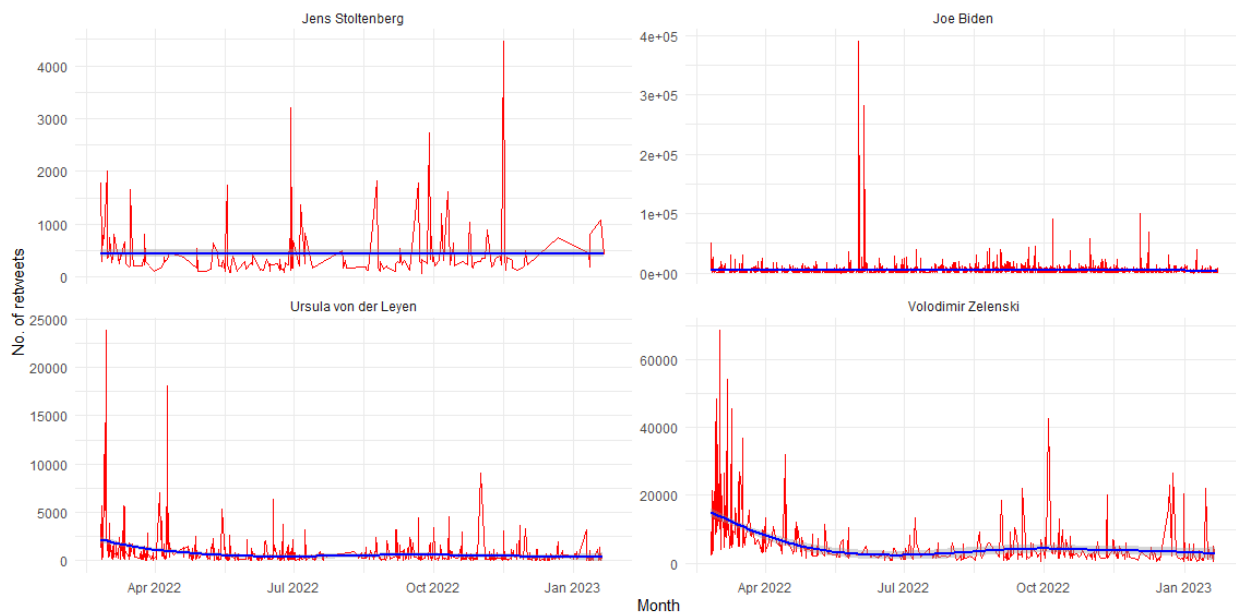 Jens Stoltenberg
Joe Biden
4000
3000
2000
1000
0
4e+05
3e+05
2e+05
1e+05
0e+00
No. of retweets
Ursula von der Leyen
Volodimir Zelenski
25000
20000
15000
10000
5000
0
60000
40000
20000
0
Apr 2022 Jul 2022 Oct 2022 Jan 2023
Apr 2022 Jul 2022 Oct 2022 Jan 2023
Month